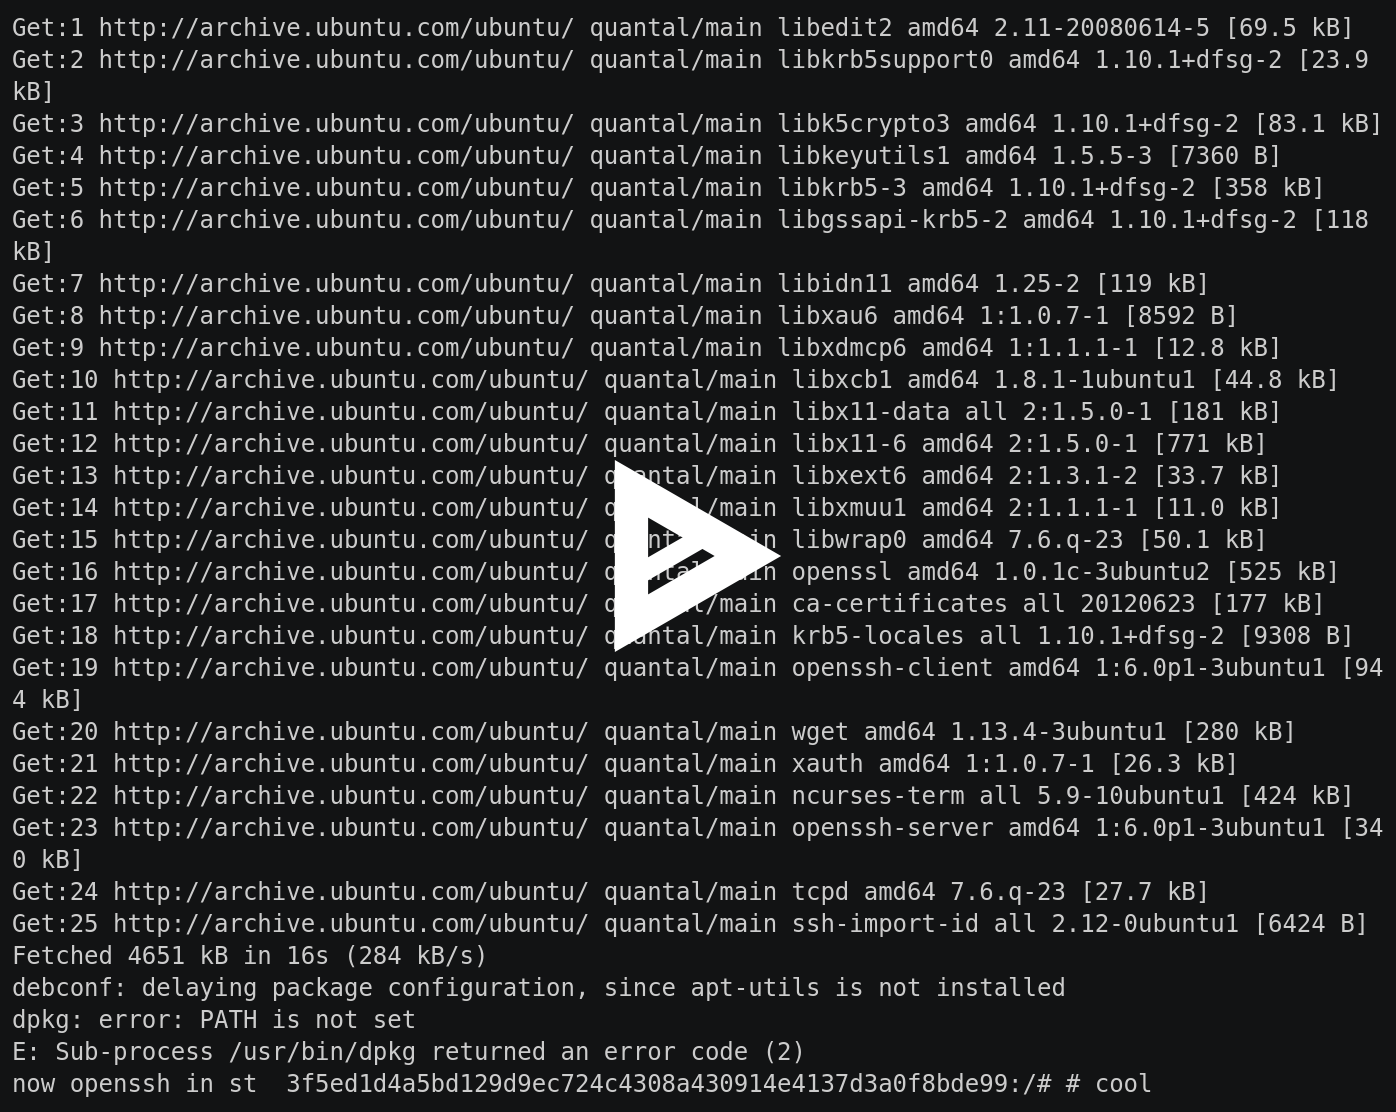 Get:1 http://archive.ubuntu.com/ubuntu/ quantal/main libedit2 amd64 2.11-20080614-5 [69.5 kB]
Get:2 http://archive.ubuntu.com/ubuntu/ quantal/main libkrb5support0 amd64 1.10.1+dfsg-2 [23.9
kB]
Get:3 http://archive.ubuntu.com/ubuntu/ quantal/main libk5crypto3 amd64 1.10.1+dfsg-2 [83.1 kB]
Get:4 http://archive.ubuntu.com/ubuntu/ quantal/main libkeyutils1 amd64 1.5.5-3 [7360 B]
Get:5 http://archive.ubuntu.com/ubuntu/ quantal/main libkrb5-3 amd64 1.10.1+dfsg-2 [358 kB]
Get:6 http://archive.ubuntu.com/ubuntu/ quantal/main libgssapi-krb5-2 amd64 1.10.1+dfsg-2 [118
kB]
Get:7 http://archive.ubuntu.com/ubuntu/ quantal/main libidn11 amd64 1.25-2 [119 kB]
Get:8 http://archive.ubuntu.com/ubuntu/ quantal/main libxau6 amd64 1:1.0.7-1 [8592 B]
Get:9 http://archive.ubuntu.com/ubuntu/ quantal/main libxdmcp6 amd64 1:1.1.1-1 [12.8 kB]
Get:10 http://archive.ubuntu.com/ubuntu/ quantal/main libxcb1 amd64 1.8.1-1ubuntu1 [44.8 kB]
Get:11 http://archive.ubuntu.com/ubuntu/ quantal/main libx11-data all 2:1.5.0-1 [181 kB]
Get:12 http://archive.ubuntu.com/ubuntu/ quantal/main libx11-6 amd64 2:1.5.0-1 [771 kB]
Get:13 http://archive.ubuntu.com/ubuntu/ quantal/main libxext6 amd64 2:1.3.1-2 [33.7 kB]
Get:14 http://archive.ubuntu.com/ubuntu/ quantal/main libxmuu1 amd64 2:1.1.1-1 [11.0 kB]
Get:15 http://archive.ubuntu.com/ubuntu/ quantal/main libwrap0 amd64 7.6.q-23 [50.1 kB]
Get:16 http://archive.ubuntu.com/ubuntu/ quantal/main openssl amd64 1.0.1c-3ubuntu2 [525 kB]
Get:17 http://archive.ubuntu.com/ubuntu/ quantal/main ca-certificates all 20120623 [177 kB]
Get:18 http://archive.ubuntu.com/ubuntu/ quantal/main krb5-locales all 1.10.1+dfsg-2 [9308 B]
Get:19 http://archive.ubuntu.com/ubuntu/ quantal/main openssh-client amd64 1:6.0p1-3ubuntu1 [94
4 kB]
Get:20 http://archive.ubuntu.com/ubuntu/ quantal/main wget amd64 1.13.4-3ubuntu1 [280 kB]
Get:21 http://archive.ubuntu.com/ubuntu/ quantal/main xauth amd64 1:1.0.7-1 [26.3 kB]
Get:22 http://archive.ubuntu.com/ubuntu/ quantal/main ncurses-term all 5.9-10ubuntu1 [424 kB]
Get:23 http://archive.ubuntu.com/ubuntu/ quantal/main openssh-server amd64 1:6.0p1-3ubuntu1 [34
0 kB]
Get:24 http://archive.ubuntu.com/ubuntu/ quantal/main tcpd amd64 7.6.q-23 [27.7 kB]
Get:25 http://archive.ubuntu.com/ubuntu/ quantal/main ssh-import-id all 2.12-0ubuntu1 [6424 B]
Fetched 4651 kB in 16s (284 kB/s)
debconf: delaying package configuration, since apt-utils is not installed
dpkg: error: PATH is not set
E: Sub-process /usr/bin/dpkg returned an error code (2)
now openssh in st  3f5ed1d4a5bd129d9ec724c4308a430914e4137d3a0f8bde99:/# # cool